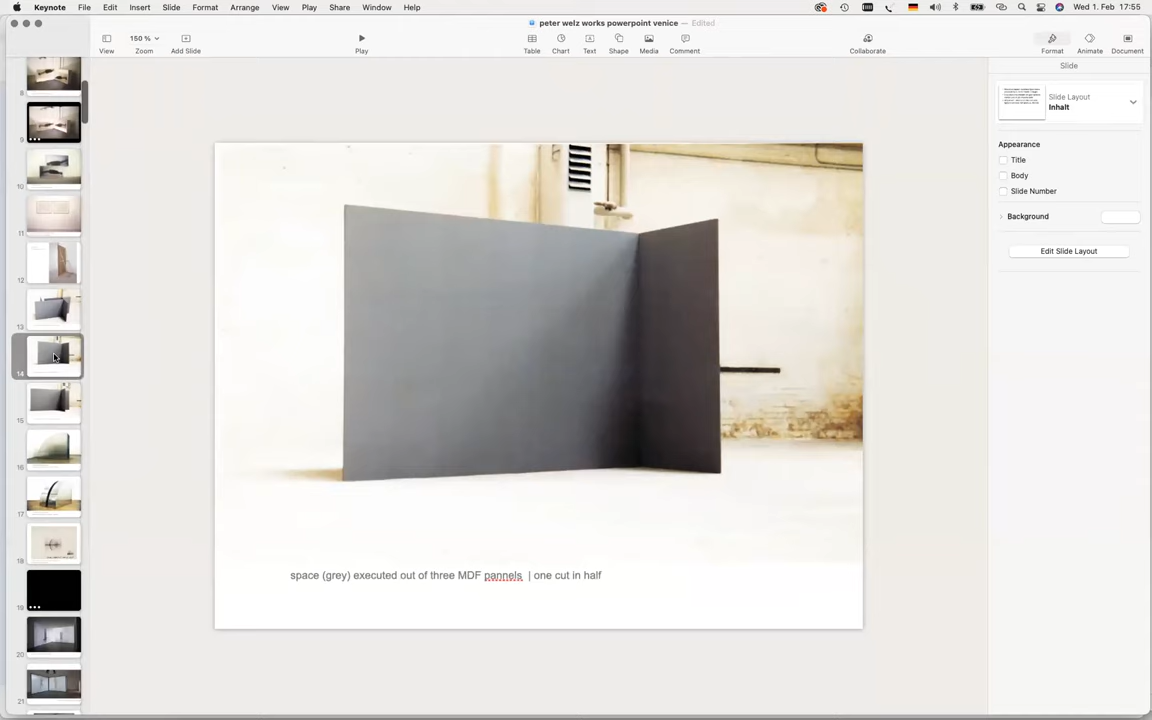 Keynote File Edit Insert Slide Format Arrange View Play Share Window Help Wed 1. Feb 17:55
peter welz works powerpoint venice — Edited
150 %
View Zoom Add Slide Play Table Chart Text Shape Media Comment Collaborate Format Animate Document
Slide
Slide Layout
Inhalt
Appearance
Title
Body
Slide Number
Background
Edit Slide Layout
8
9
10
11
12
13
14
15
16
17
18
19
20
21
space (grey) executed out of three MDF pannels | one cut in half